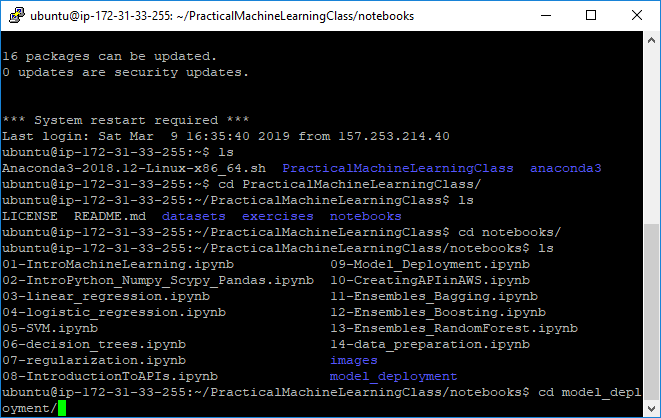 ubuntu@ip-172-31-33-255: ~/PracticalMachineLearningClass/notebooks
16 packages can be updated.
0 updates are security updates.
*** System restart required ***
Last login: Sat Mar  9 16:35:40 2019 from 157.253.214.40
ubuntu@ip-172-31-33-255:~$ ls
Anaconda3-2018.12-Linux-x86_64.sh  PracticalMachineLearningClass  anaconda3
ubuntu@ip-172-31-33-255:~$ cd PracticalMachineLearningClass/
ubuntu@ip-172-31-33-255:~/PracticalMachineLearningClass$ ls
LICENSE  README.md  datasets  exercises  notebooks
ubuntu@ip-172-31-33-255:~/PracticalMachineLearningClass$ cd notebooks/
ubuntu@ip-172-31-33-255:~/PracticalMachineLearningClass/notebooks$ ls
01-IntroMachineLearning.ipynb            09-Model_Deployment.ipynb
02-IntroPython_Numpy_Scypy_Pandas.ipynb  10-CreatingAPIinAWS.ipynb
03-linear_regression.ipynb               11-Ensembles_Bagging.ipynb
04-logistic_regression.ipynb             12-Ensembles_Boosting.ipynb
05-SVM.ipynb                             13-Ensembles_RandomForest.ipynb
06-decision_trees.ipynb                  14-data_preparation.ipynb
07-regularization.ipynb                  images
08-IntroductionToAPIs.ipynb              model_deployment
ubuntu@ip-172-31-33-255:~/PracticalMachineLearningClass/notebooks$ cd model_depl
oyment/